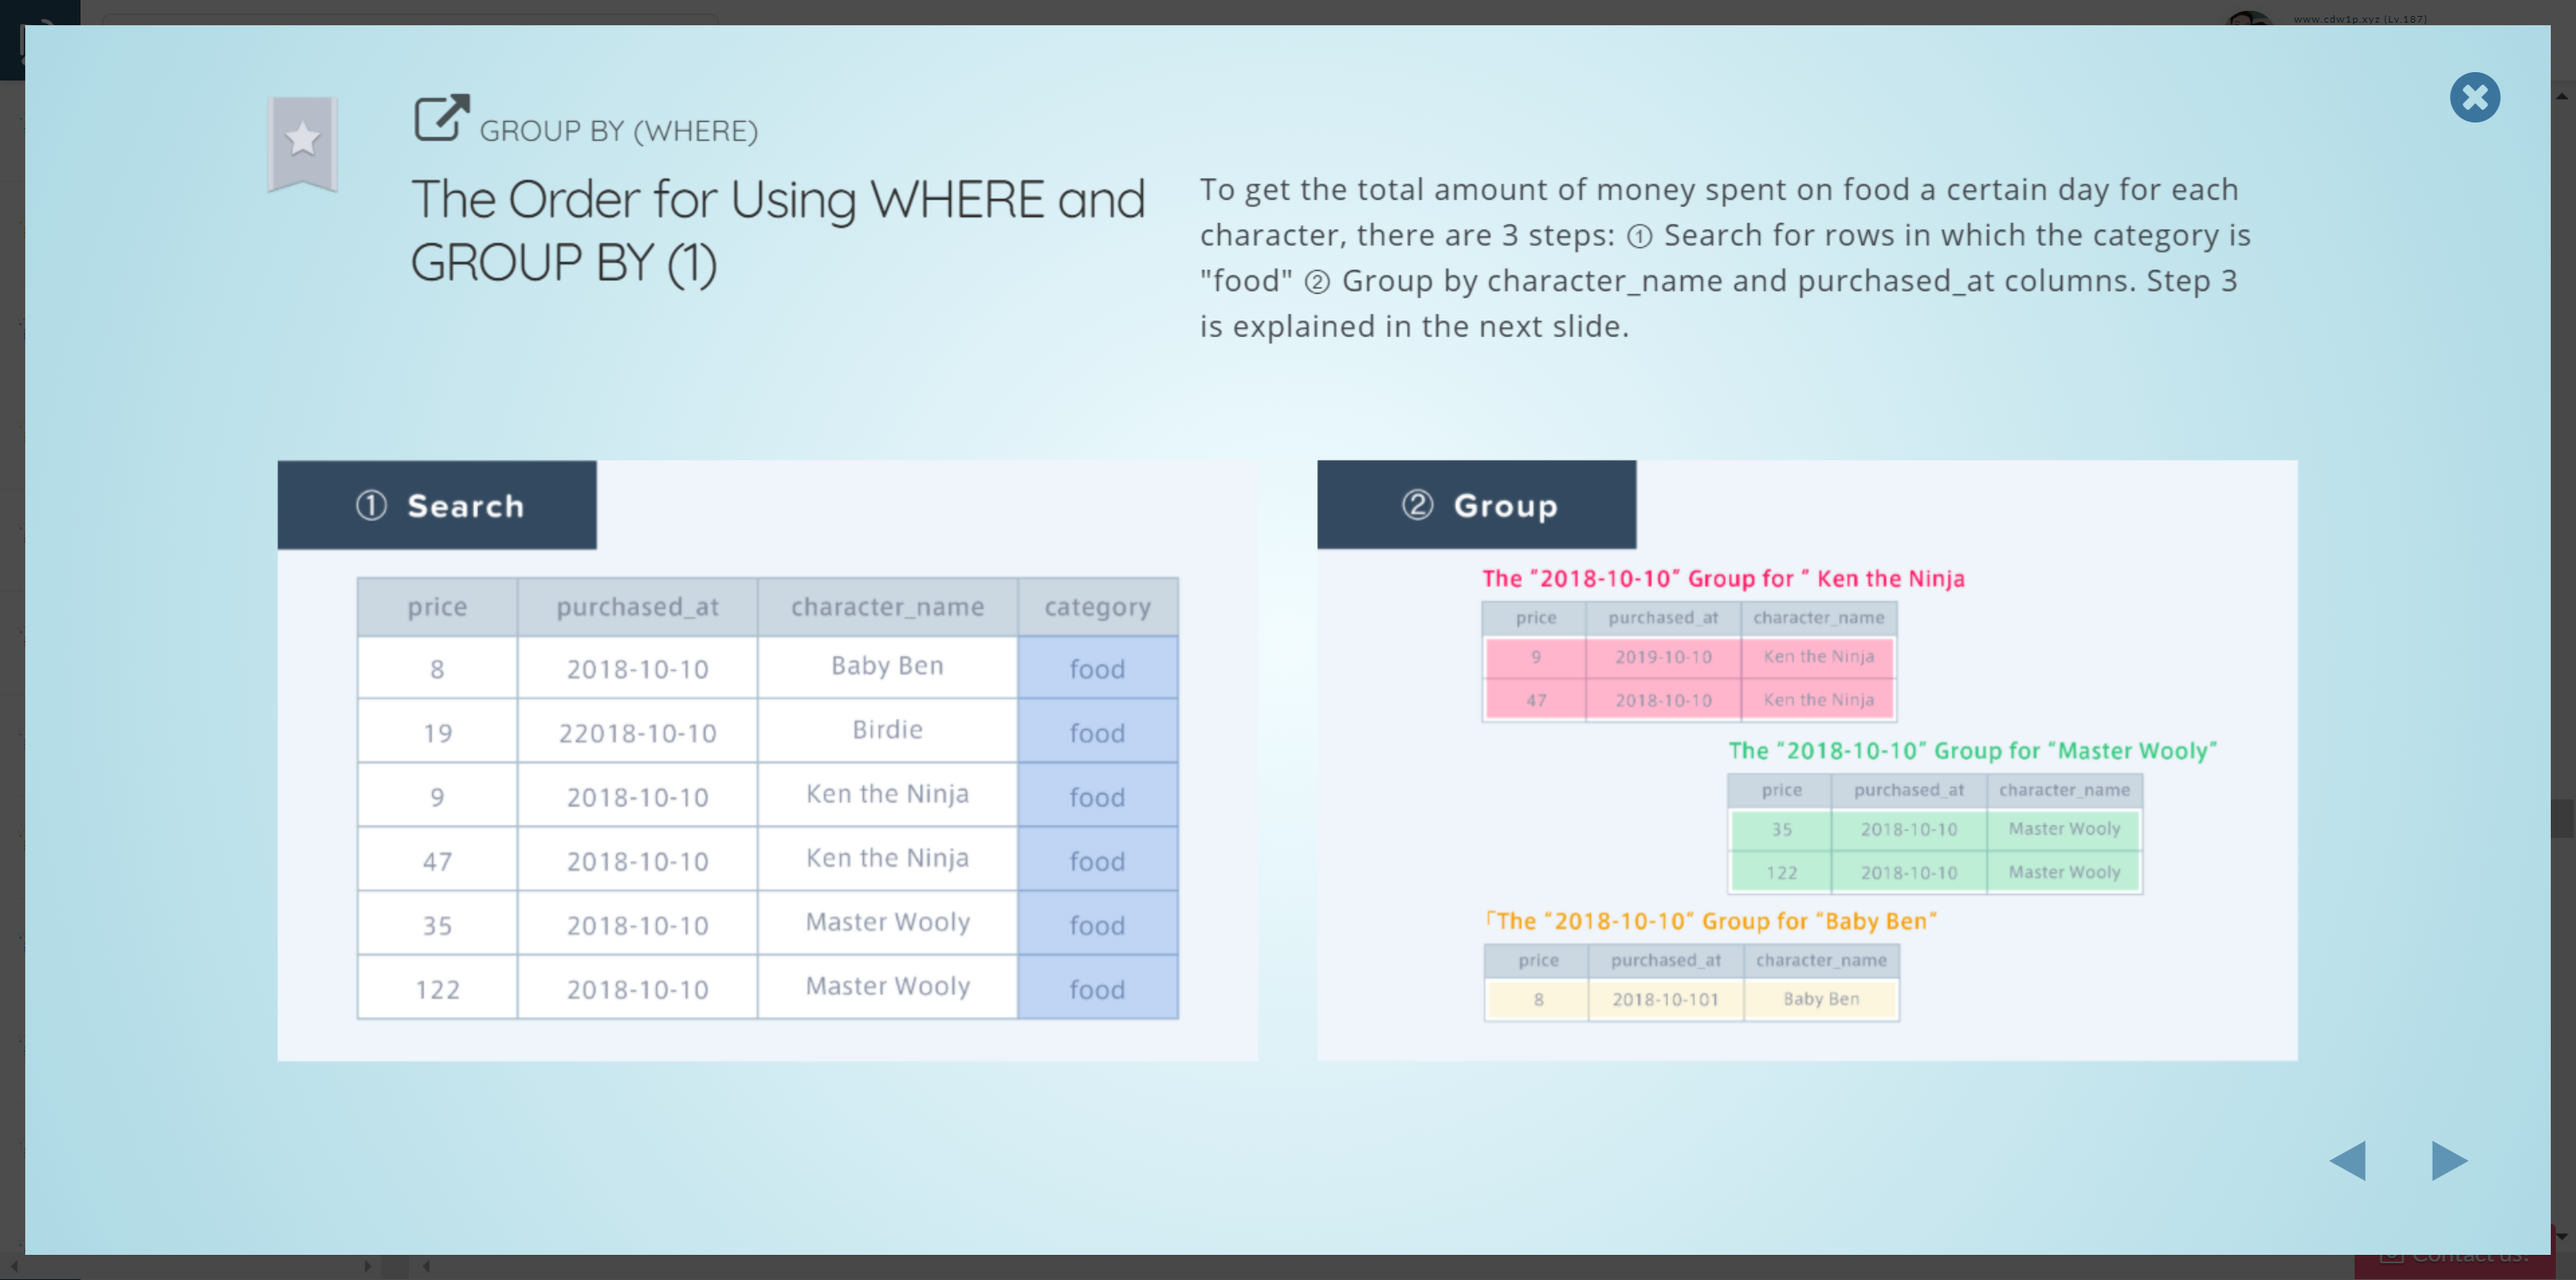 www.cdw1p.xyz (Lv.187)
GROUP BY (WHERE)
The Order for Using WHERE and
GROUP BY (1)
To get the total amount of money spent on food a certain day for each
character, there are 3 steps: ① Search for rows in which the category is
"food" ② Group by character_name and purchased_at columns. Step 3
is explained in the next slide.
① Search
price purchased_at character_name category
8 2018-10-10 Baby Ben food
19 22018-10-10 Birdie food
9 2018-10-10 Ken the Ninja food
47 2018-10-10 Ken the Ninja food
35 2018-10-10 Master Wooly food
122 2018-10-10 Master Wooly food
② Group
The “2018-10-10” Group for “ Ken the Ninja
price purchased_at character_name
9 2019-10-10 Ken the Ninja
47 2018-10-10 Ken the Ninja
The “2018-10-10” Group for “Master Wooly”
price purchased_at character_name
35 2018-10-10 Master Wooly
122 2018-10-10 Master Wooly
「The “2018-10-10” Group for “Baby Ben”
price purchased_at character_name
8 2018-10-101 Baby Ben
Contact us!